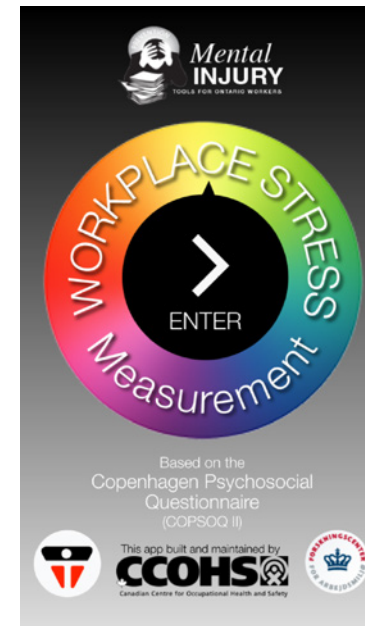 Mental
INJURY
TOOLS FOR ONTARIO WORKERS
WORKPLACE STRESS
ENTER
Measurement
Based on the
Copenhagen Psychosocial
Questionnaire
(COPSOQ II)
This app built and maintained by
CCOHS
Canadian Centre for Occupational Health and Safety
FORSKNINGSCENTER
FOR ARBEJDSMILJØ